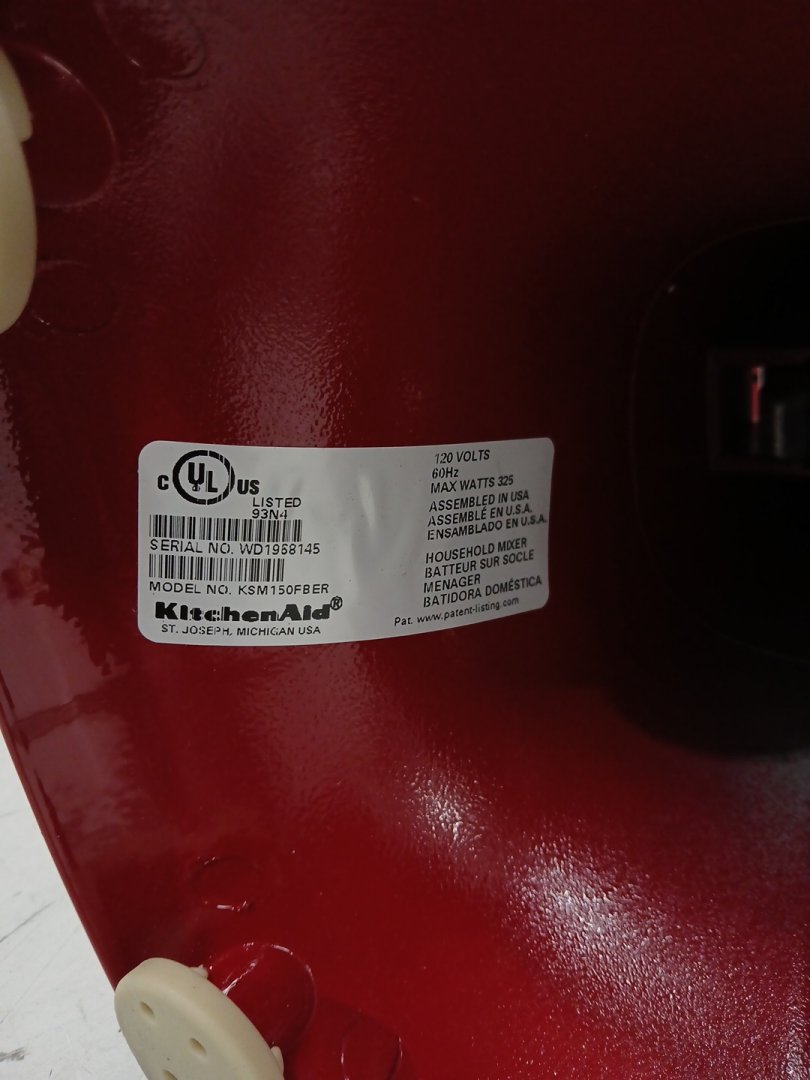 C UL US
LISTED
93N4
SERIAL NO. WD1968145
MODEL NO. KSM150FBER
KitchenAid®
ST. JOSEPH, MICHIGAN USA
120 VOLTS
60Hz
MAX WATTS 325
ASSEMBLED IN USA
ASSEMBLÉ EN U.S.A.
ENSAMBLADO EN U.S.A.
HOUSEHOLD MIXER
BATTEUR SUR SOCLE
MENAGER
BATIDORA DOMÉSTICA
Pat. www.patent-listing.com